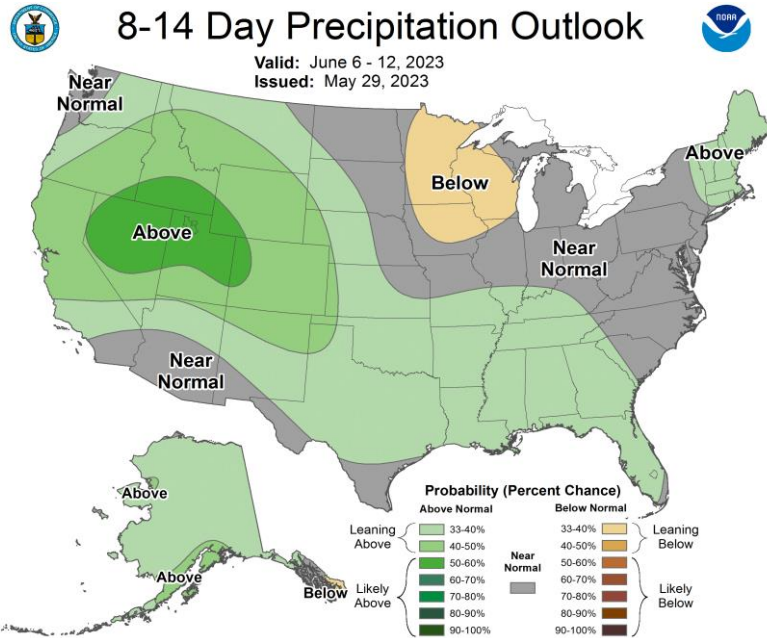 8-14 Day Precipitation Outlook
NOAA
Valid: June 6 - 12, 2023
Issued: May 29, 2023
Near
Normal
Above
Below
Above
Near
Normal
Near
Normal
Above
Above
Below
Probability (Percent Chance)
Above Normal
Below Normal
Leaning
Above
33-40%
40-50%
50-60%
60-70%
70-80%
80-90%
90-100%
Likely
Above
Near
Normal
33-40%
40-50%
50-60%
60-70%
70-80%
80-90%
90-100%
Leaning
Below
Likely
Below